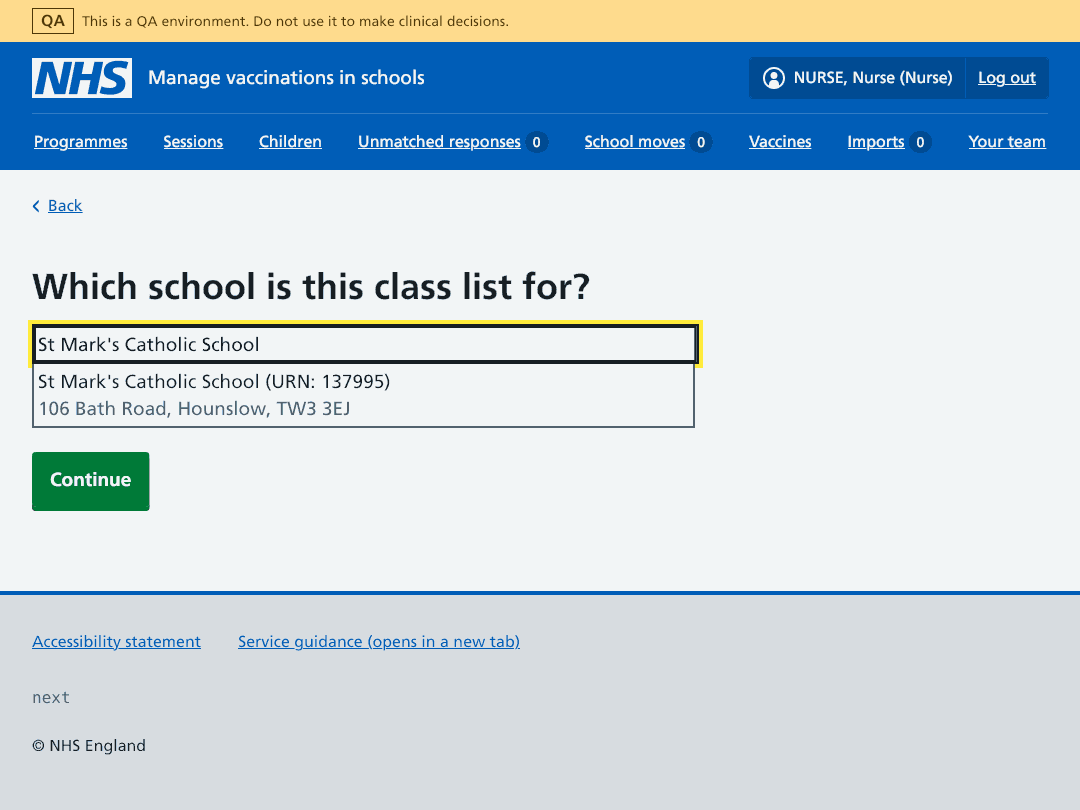 QA This is a QA environment. Do not use it to make clinical decisions.
NHS Manage vaccinations in schools NURSE, Nurse (Nurse) Log out
Programmes Sessions Children Unmatched responses 0 School moves 0 Vaccines Imports 0 Your team
Back
Which school is this class list for?
St Mark's Catholic School
St Mark's Catholic School (URN: 137995)
106 Bath Road, Hounslow, TW3 3EJ
Continue
Accessibility statement Service guidance (opens in a new tab)
next
© NHS England